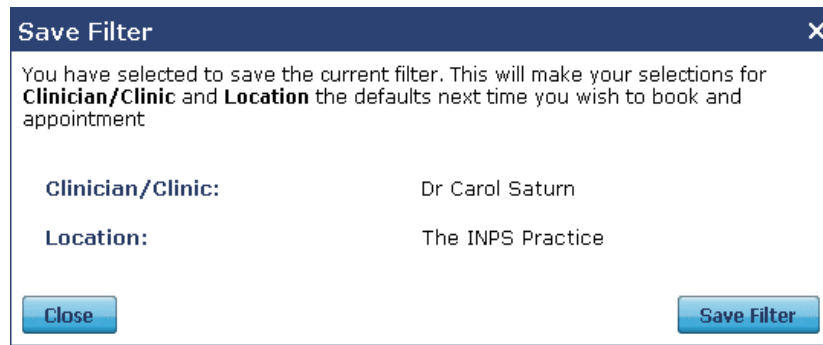 Save Filter
You have selected to save the current filter. This will make your selections for
Clinician/Clinic and Location the defaults next time you wish to book and
appointment
Clinician/Clinic: Dr Carol Saturn
Location: The INPS Practice
Close Save Filter